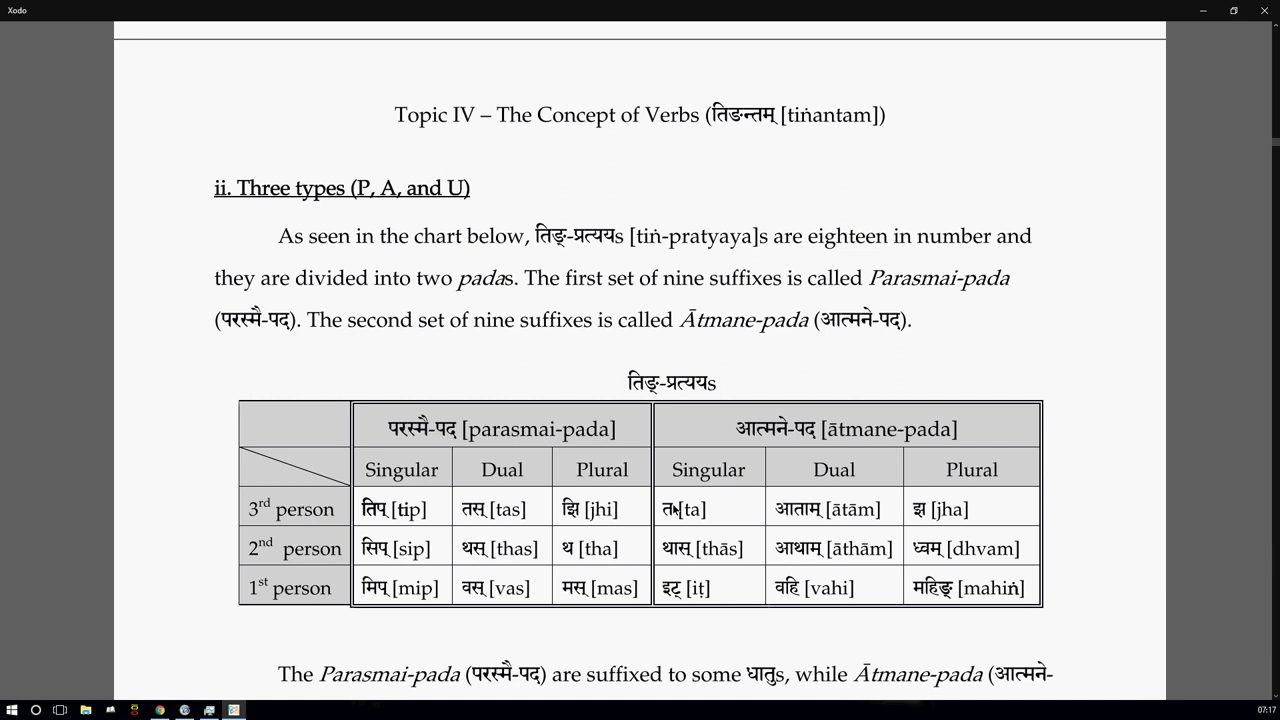 Xodo
Topic IV – The Concept of Verbs (तिङन्तम् [tiṅantam])
ii. Three types (P, A, and U)
As seen in the chart below, तिङ्-प्रत्ययs [tiṅ-pratyaya]s are eighteen in number and
they are divided into two padas. The first set of nine suffixes is called Parasmai-pada
(परस्मै-पद). The second set of nine suffixes is called Ātmane-pada (आत्मने-पद).
तिङ्-प्रत्ययs
परस्मै-पद [parasmai-pada] आत्मने-पद [ātmane-pada]
Singular Dual Plural Singular Dual Plural
3rd person तिप् [tip] तस् [tas] झि [jhi] त [ta] आताम् [ātām] झ [jha]
2nd person सिप् [sip] थस् [thas] थ [tha] थास् [thās] आथाम् [āthām] ध्वम् [dhvam]
1st person मिप् [mip] वस् [vas] मस् [mas] इट् [iṭ] वहि [vahi] महिङ् [mahiṅ]
The Parasmai-pada (परस्मै-पद) are suffixed to some धातुs, while Ātmane-pada (आत्मने-
07:17